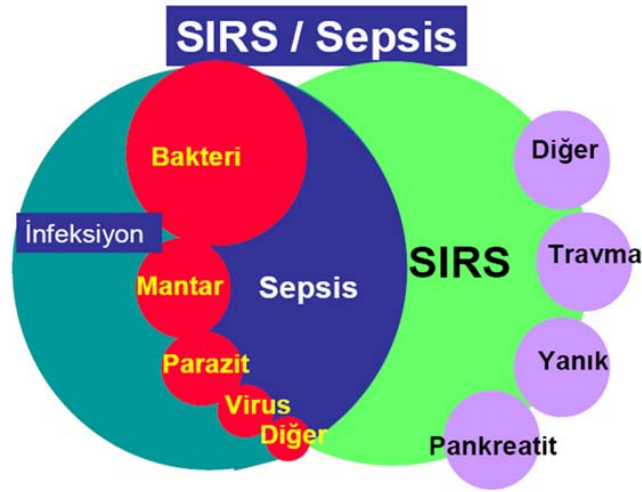 SIRS / Sepsis
Bakteri
Diğer
İnfeksiyon
Travma
SIRS
Mantar
Sepsis
Parazit
Yanık
Virus
Diğer
Pankreatit